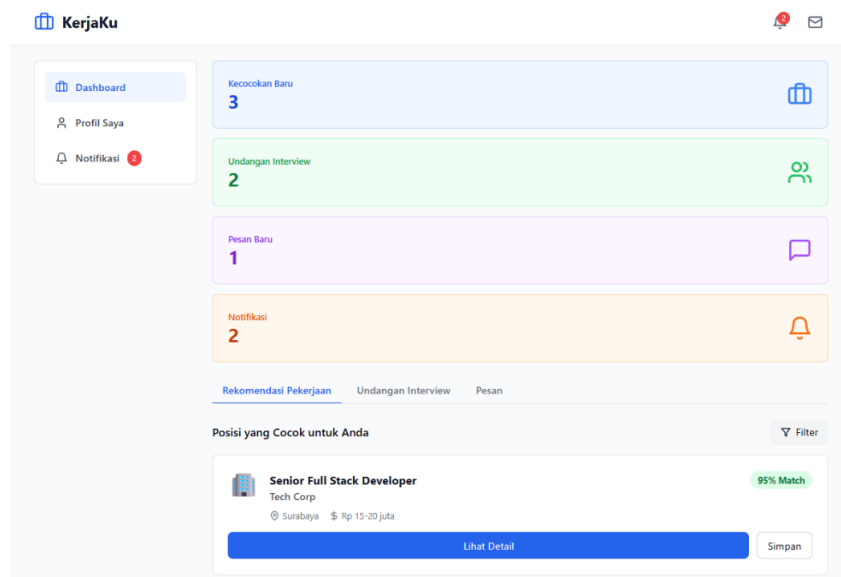 KerjaKu
2
Dashboard
Profil Saya
Notifikasi 2
Kecocokan Baru
3
Undangan Interview
2
Pesan Baru
1
Notifikasi
2
Rekomendasi Pekerjaan Undangan Interview Pesan
Posisi yang Cocok untuk Anda Filter
Senior Full Stack Developer 95% Match
Tech Corp
Surabaya $ Rp 15-20 juta
Lihat Detail Simpan